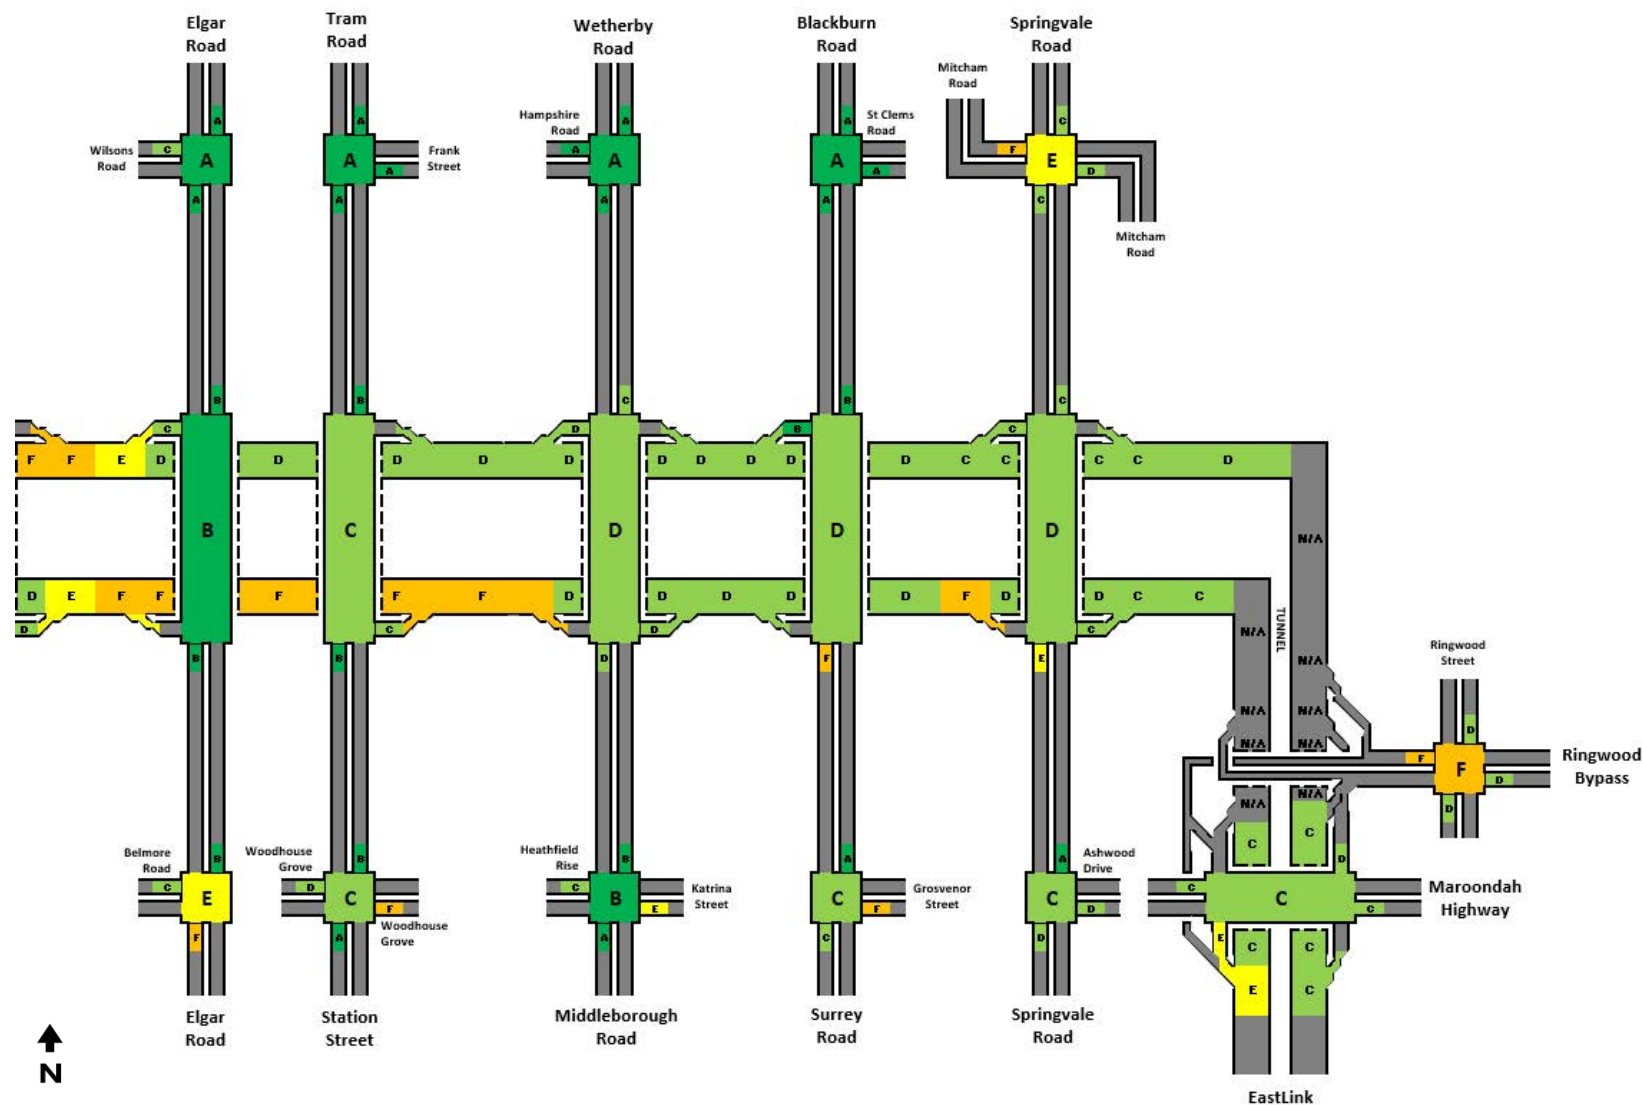 Elgar
Road
Tram
Road
Wetherby
Road
Blackburn
Road
Springvale
Road
Mitcham
Road
A
A
A
A
C
Hampshire
Road
St Clems
Road
Wilsons
Road
C
A
A
Frank
Street
A
A
A
A
A
A
F
E
D
A
A
A
A
C
Mitcham
Road
B
B
C
B
C
C
D
B
C
F
F
E
D
D
D
D
D
D
D
D
D
D
C
C
C
C
D
B
C
D
D
D
N/A
D
E
F
F
F
F
F
D
D
D
D
D
F
D
D
C
C
D
C
D
C
N/A
TUNNEL
B
B
D
F
E
N/A
Ringwood
Street
N/A
N/A
N/A
N/A
D
F
F
D
Ringwood
Bypass
N/A
N/A
D
C
C
Belmore
Road
B
Woodhouse
Grove
B
Heathfield
Rise
B
A
A
Ashwood
Drive
D
C
E
D
C
F
Woodhouse
Grove
C
B
E
Katrina
Street
C
F
Grosvenor
Street
C
D
C
C
C
Maroondah
Highway
F
A
A
C
D
E
C
C
E
C
Elgar
Road
Station
Street
Middleborough
Road
Surrey
Road
Springvale
Road
N
EastLink